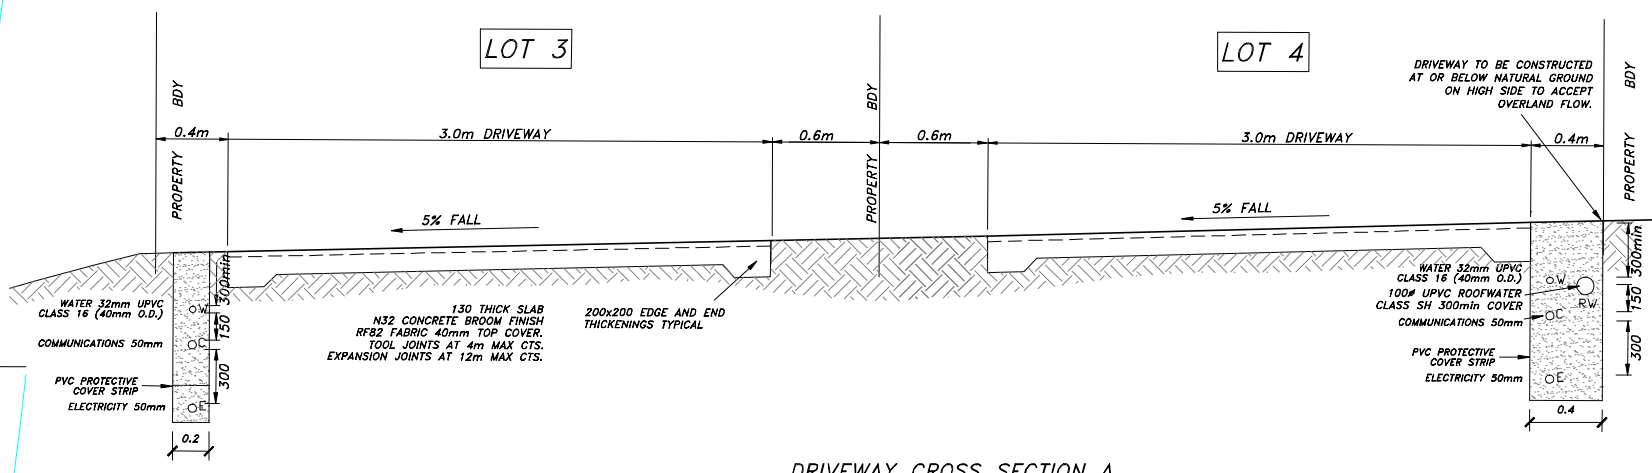 LOT 3
LOT 4
DRIVEWAY TO BE CONSTRUCTED
AT OR BELOW NATURAL GROUND
ON HIGH SIDE TO ACCEPT
OVERLAND FLOW.
PROPERTY BDY
PROPERTY BDY
PROPERTY BDY
0.4m
3.0m DRIVEWAY
0.6m
0.6m
3.0m DRIVEWAY
0.4m
5% FALL
5% FALL
300min
150
300
WATER 32mm UPVC
CLASS 16 (40mm O.D.)
W
COMMUNICATIONS 50mm
C
PVC PROTECTIVE
COVER STRIP
ELECTRICITY 50mm
E
0.2
130 THICK SLAB
N32 CONCRETE BROOM FINISH
RF82 FABRIC 40mm TOP COVER.
TOOL JOINTS AT 4m MAX CTS.
EXPANSION JOINTS AT 12m MAX CTS.
200x200 EDGE AND END
THICKENINGS TYPICAL
WATER 32mm UPVC
CLASS 16 (40mm O.D.)
W
100ø UPVC ROOFWATER
CLASS SH 300min COVER
RW
COMMUNICATIONS 50mm
C
PVC PROTECTIVE
COVER STRIP
ELECTRICITY 50mm
E
300min
150
300
0.4
DRIVEWAY CROSS SECTION A